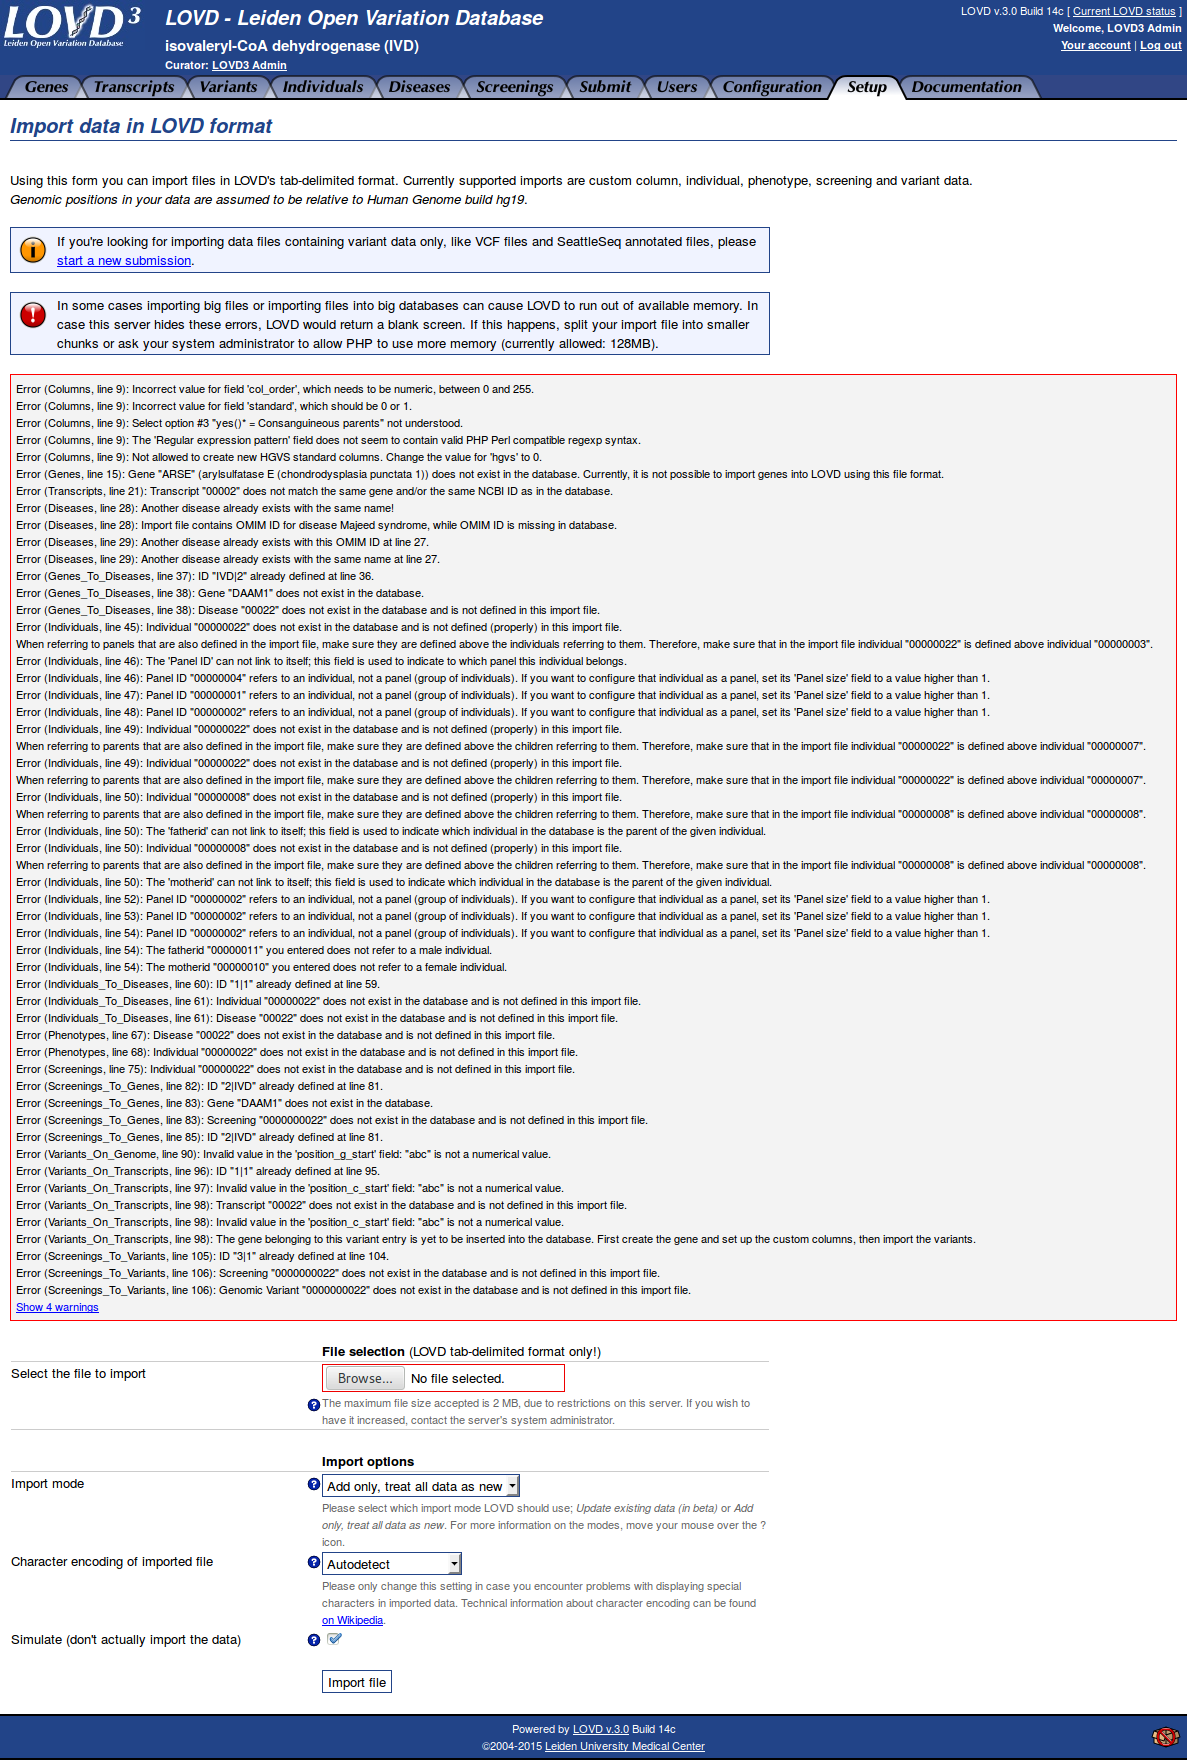 LOVD 3
Leiden Open Variation Database
LOVD - Leiden Open Variation Database
isovaleryl-CoA dehydrogenase (IVD)
Curator: LOVD3 Admin
LOVD v.3.0 Build 14c [ Current LOVD status ]
Welcome, LOVD3 Admin
Your account | Log out
Genes Transcripts Variants Individuals Diseases Screenings Submit Users Configuration Setup Documentation
Import data in LOVD format
Using this form you can import files in LOVD's tab-delimited format. Currently supported imports are custom column, individual, phenotype, screening and variant data.
Genomic positions in your data are assumed to be relative to Human Genome build hg19.
If you're looking for importing data files containing variant data only, like VCF files and SeattleSeq annotated files, please
start a new submission.
In some cases importing big files or importing files into big databases can cause LOVD to run out of available memory. In
case this server hides these errors, LOVD would return a blank screen. If this happens, split your import file into smaller
chunks or ask your system administrator to allow PHP to use more memory (currently allowed: 128MB).
Error (Columns, line 9): Incorrect value for field 'col_order', which needs to be numeric, between 0 and 255.
Error (Columns, line 9): Incorrect value for field 'standard', which should be 0 or 1.
Error (Columns, line 9): Select option #3 "yes()* = Consanguineous parents" not understood.
Error (Columns, line 9): The 'Regular expression pattern' field does not seem to contain valid PHP Perl compatible regexp syntax.
Error (Columns, line 9): Not allowed to create new HGVS standard columns. Change the value for 'hgvs' to 0.
Error (Genes, line 15): Gene "ARSE" (arylsulfatase E (chondrodysplasia punctata 1)) does not exist in the database. Currently, it is not possible to import genes into LOVD using this file format.
Error (Transcripts, line 21): Transcript "00002" does not match the same gene and/or the same NCBI ID as in the database.
Error (Diseases, line 28): Another disease already exists with the same name!
Error (Diseases, line 28): Import file contains OMIM ID for disease Majeed syndrome, while OMIM ID is missing in database.
Error (Diseases, line 29): Another disease already exists with this OMIM ID at line 27.
Error (Diseases, line 29): Another disease already exists with the same name at line 27.
Error (Genes_To_Diseases, line 37): ID "IVD|2" already defined at line 36.
Error (Genes_To_Diseases, line 38): Gene "DAAM1" does not exist in the database.
Error (Genes_To_Diseases, line 38): Disease "00022" does not exist in the database and is not defined in this import file.
Error (Individuals, line 45): Individual "00000022" does not exist in the database and is not defined (properly) in this import file.
When referring to panels that are also defined in the import file, make sure they are defined above the individuals referring to them. Therefore, make sure that in the import file individual "00000022" is defined above individual "00000003".
Error (Individuals, line 46): The 'Panel ID' can not link to itself; this field is used to indicate to which panel this individual belongs.
Error (Individuals, line 46): Panel ID "00000004" refers to an individual, not a panel (group of individuals). If you want to configure that individual as a panel, set its 'Panel size' field to a value higher than 1.
Error (Individuals, line 47): Panel ID "00000001" refers to an individual, not a panel (group of individuals). If you want to configure that individual as a panel, set its 'Panel size' field to a value higher than 1.
Error (Individuals, line 48): Panel ID "00000002" refers to an individual, not a panel (group of individuals). If you want to configure that individual as a panel, set its 'Panel size' field to a value higher than 1.
Error (Individuals, line 49): Individual "00000022" does not exist in the database and is not defined (properly) in this import file.
When referring to parents that are also defined in the import file, make sure they are defined above the children referring to them. Therefore, make sure that in the import file individual "00000022" is defined above individual "00000007".
Error (Individuals, line 49): Individual "00000022" does not exist in the database and is not defined (properly) in this import file.
When referring to parents that are also defined in the import file, make sure they are defined above the children referring to them. Therefore, make sure that in the import file individual "00000022" is defined above individual "00000007".
Error (Individuals, line 50): Individual "00000008" does not exist in the database and is not defined (properly) in this import file.
When referring to parents that are also defined in the import file, make sure they are defined above the children referring to them. Therefore, make sure that in the import file individual "00000008" is defined above individual "00000008".
Error (Individuals, line 50): The 'fatherid' can not link to itself; this field is used to indicate which individual in the database is the parent of the given individual.
Error (Individuals, line 50): Individual "00000008" does not exist in the database and is not defined (properly) in this import file.
When referring to parents that are also defined in the import file, make sure they are defined above the children referring to them. Therefore, make sure that in the import file individual "00000008" is defined above individual "00000008".
Error (Individuals, line 50): The 'motherid' can not link to itself; this field is used to indicate which individual in the database is the parent of the given individual.
Error (Individuals, line 52): Panel ID "00000002" refers to an individual, not a panel (group of individuals). If you want to configure that individual as a panel, set its 'Panel size' field to a value higher than 1.
Error (Individuals, line 53): Panel ID "00000002" refers to an individual, not a panel (group of individuals). If you want to configure that individual as a panel, set its 'Panel size' field to a value higher than 1.
Error (Individuals, line 54): Panel ID "00000002" refers to an individual, not a panel (group of individuals). If you want to configure that individual as a panel, set its 'Panel size' field to a value higher than 1.
Error (Individuals, line 54): The fatherid "00000011" you entered does not refer to a male individual.
Error (Individuals, line 54): The motherid "00000010" you entered does not refer to a female individual.
Error (Individuals_To_Diseases, line 60): ID "1|1" already defined at line 59.
Error (Individuals_To_Diseases, line 61): Individual "00000022" does not exist in the database and is not defined in this import file.
Error (Individuals_To_Diseases, line 61): Disease "00022" does not exist in the database and is not defined in this import file.
Error (Phenotypes, line 67): Disease "00022" does not exist in the database and is not defined in this import file.
Error (Phenotypes, line 68): Individual "00000022" does not exist in the database and is not defined in this import file.
Error (Screenings, line 75): Individual "00000022" does not exist in the database and is not defined in this import file.
Error (Screenings_To_Genes, line 82): ID "2|IVD" already defined at line 81.
Error (Screenings_To_Genes, line 83): Gene "DAAM1" does not exist in the database.
Error (Screenings_To_Genes, line 83): Screening "0000000022" does not exist in the database and is not defined in this import file.
Error (Screenings_To_Genes, line 85): ID "2|IVD" already defined at line 81.
Error (Variants_On_Genome, line 90): Invalid value in the 'position_g_start' field: "abc" is not a numerical value.
Error (Variants_On_Transcripts, line 96): ID "1|1" already defined at line 95.
Error (Variants_On_Transcripts, line 97): Invalid value in the 'position_c_start' field: "abc" is not a numerical value.
Error (Variants_On_Transcripts, line 98): Transcript "00022" does not exist in the database and is not defined in this import file.
Error (Variants_On_Transcripts, line 98): Invalid value in the 'position_c_start' field: "abc" is not a numerical value.
Error (Variants_On_Transcripts, line 98): The gene belonging to this variant entry is yet to be inserted into the database. First create the gene and set up the custom columns, then import the variants.
Error (Screenings_To_Variants, line 105): ID "3|1" already defined at line 104.
Error (Screenings_To_Variants, line 106): Screening "0000000022" does not exist in the database and is not defined in this import file.
Error (Screenings_To_Variants, line 106): Genomic Variant "0000000022" does not exist in the database and is not defined in this import file.
Show 4 warnings
File selection (LOVD tab-delimited format only!)
Select the file to import
Browse... No file selected.
The maximum file size accepted is 2 MB, due to restrictions on this server. If you wish to
have it increased, contact the server's system administrator.
Import options
Import mode
Add only, treat all data as new
Please select which import mode LOVD should use; Update existing data (in beta) or Add
only, treat all data as new. For more information on the modes, move your mouse over the ?
icon.
Character encoding of imported file
Autodetect
Please only change this setting in case you encounter problems with displaying special
characters in imported data. Technical information about character encoding can be found
on Wikipedia.
Simulate (don't actually import the data)
Import file
Powered by LOVD v.3.0 Build 14c
©2004-2015 Leiden University Medical Center